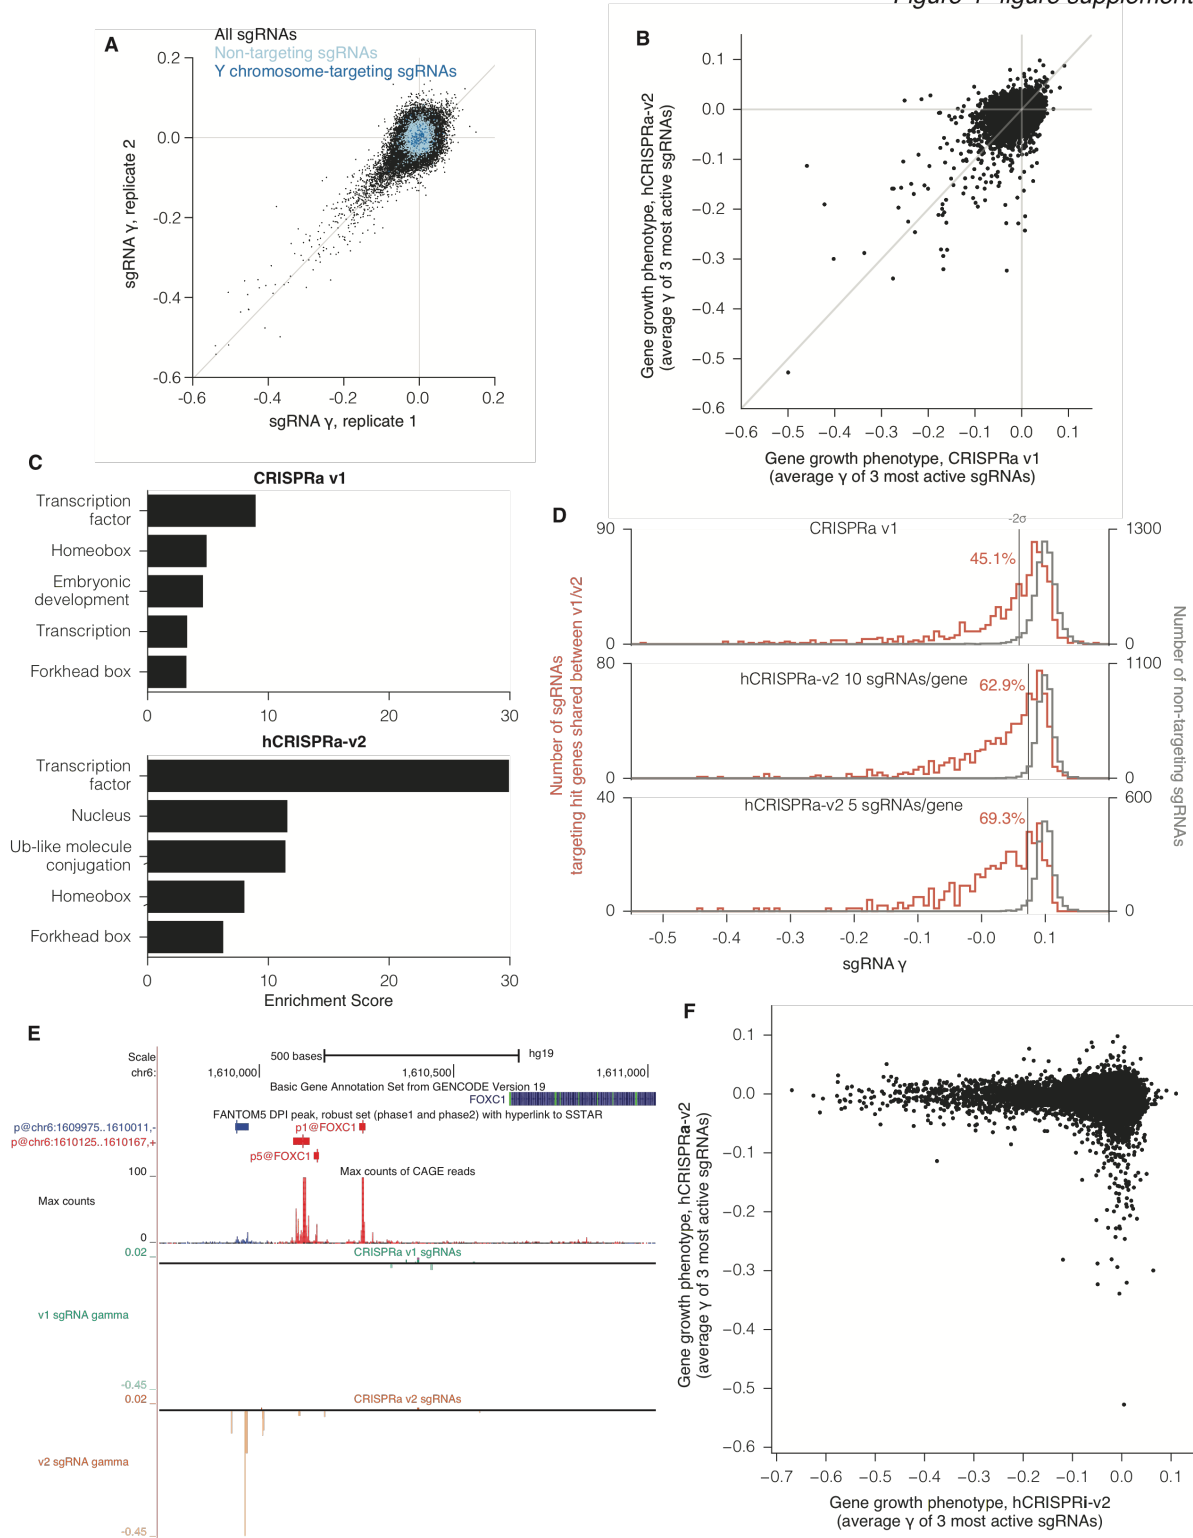 Figure 4- figure supplement
A
All sgRNAs
Non-targeting sgRNAs
Y chromosome-targeting sgRNAs
0.2
0.0
-0.2
-0.4
-0.6
sgRNA γ, replicate 2
-0.6 -0.4 -0.2 0.0 0.2
sgRNA γ, replicate 1
B
0.1
0.0
−0.1
−0.2
−0.3
−0.4
−0.5
−0.6
Gene growth phenotype, hCRISPRa-v2
(average γ of 3 most active sgRNAs)
−0.6 −0.5 −0.4 −0.3 −0.2 −0.1 0.0 0.1
Gene growth phenotype, CRISPRa v1
(average γ of 3 most active sgRNAs)
C
CRISPRa v1
Transcription
factor
Homeobox
Embryonic
development
Transcription
Forkhead box
0 10 20 30
hCRISPRa-v2
Transcription
factor
Nucleus
Ub-like molecule
conjugation
Homeobox
Forkhead box
0 10 20 30
Enrichment Score
D
-2σ
90
CRISPRa v1
1300
45.1%
0
0
80
hCRISPRa-v2 10 sgRNAs/gene
1100
62.9%
0
0
40
hCRISPRa-v2 5 sgRNAs/gene
600
69.3%
0
0
Number of sgRNAs
targeting hit genes shared between v1/v2
Number of non-targeting sgRNAs
-0.5 -0.4 -0.3 -0.2 -0.1 -0.0 0.1
sgRNA γ
E
Scale
500 bases
hg19
chr6:
1,610,000 1,610,500 1,611,000
Basic Gene Annotation Set from GENCODE Version 19
FOXC1
FANTOM5 DPI peak, robust set (phase1 and phase2) with hyperlink to SSTAR
p@chr6:1609975..1610011,-
p1@FOXC1
p@chr6:1610125..1610167,+
p5@FOXC1
100
Max counts of CAGE reads
Max counts
0
0.02
CRISPRa v1 sgRNAs
v1 sgRNA gamma
-0.45
0.02
CRISPRa v2 sgRNAs
v2 sgRNA gamma
-0.45
F
0.1
0.0
−0.1
−0.2
−0.3
−0.4
−0.5
−0.6
Gene growth phenotype, hCRISPRa-v2
(average γ of 3 most active sgRNAs)
−0.7 −0.6 −0.5 −0.4 −0.3 −0.2 −0.1 0.0 0.1
Gene growth phenotype, hCRISPRi-v2
(average γ of 3 most active sgRNAs)